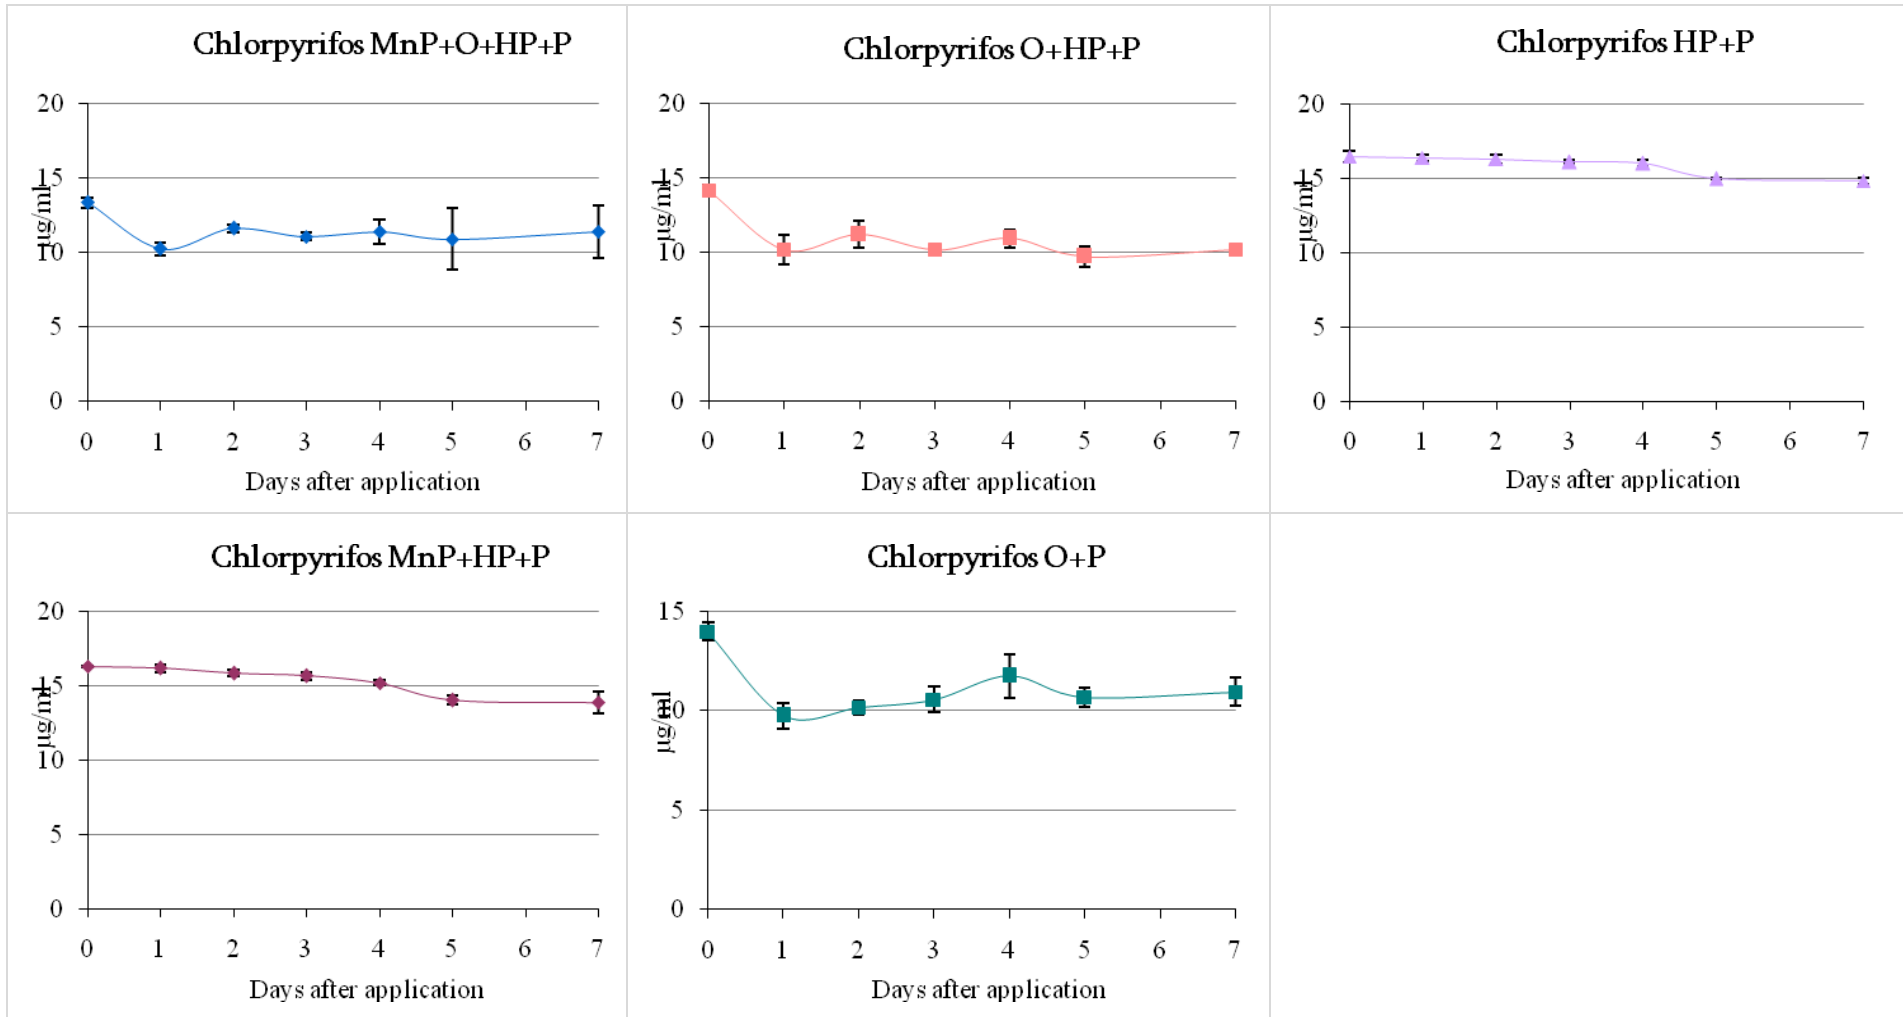 Chlorpyrifos MnP+O+HP+P
20
15
10
5
0
µg/ml
0 1 2 3 4 5 6 7
Days after application
Chlorpyrifos O+HP+P
20
15
10
5
0
µg/ml
0 1 2 3 4 5 6 7
Days after application
Chlorpyrifos HP+P
20
15
10
5
0
µg/ml
0 1 2 3 4 5 6 7
Days after application
Chlorpyrifos MnP+HP+P
20
15
10
5
0
µg/ml
0 1 2 3 4 5 6 7
Days after application
Chlorpyrifos O+P
15
10
5
0
µg/ml
0 1 2 3 4 5 6 7
Days after application